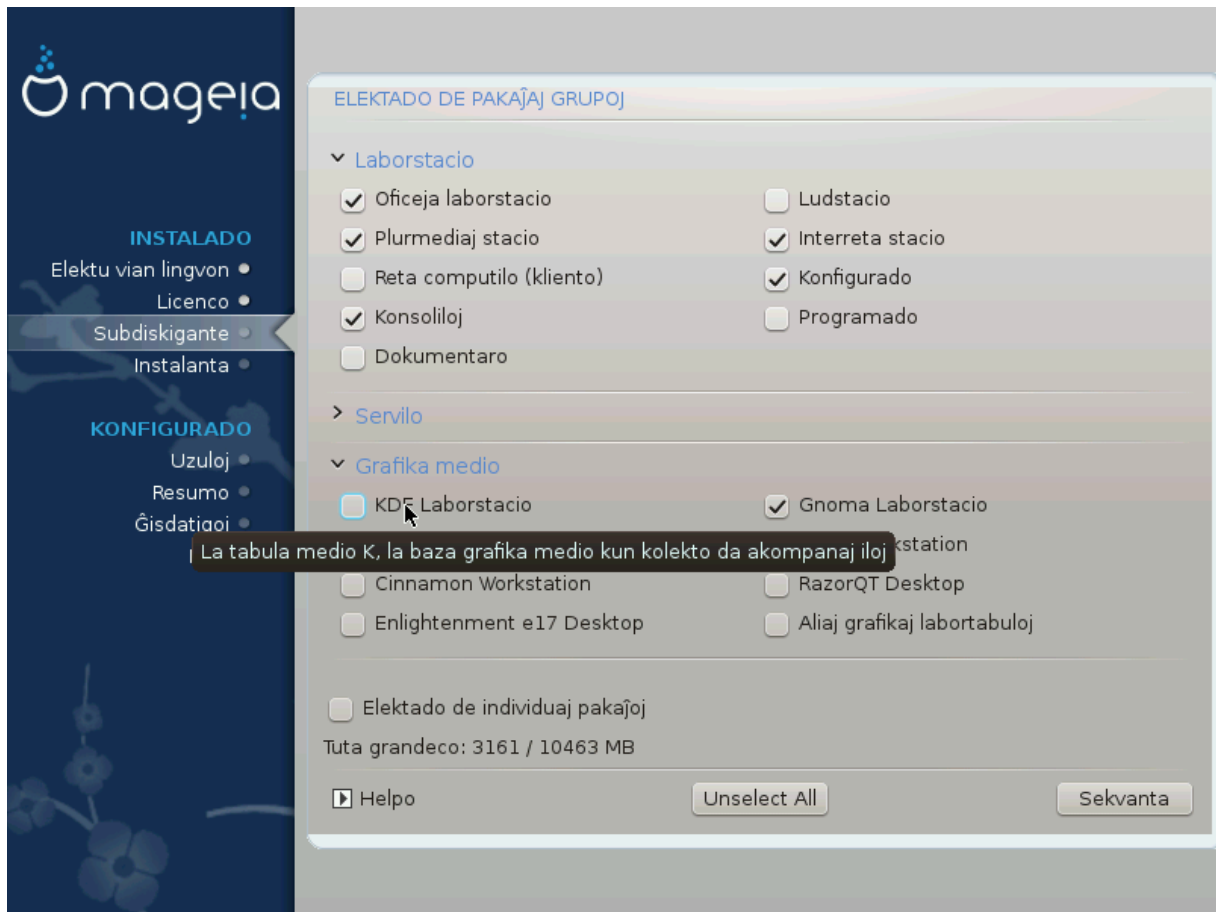 mageia
INSTALADO
Elektu vian lingvon
Licenco
Subdiskigante
Instalanta
KONFIGURADO
Uzuloj
Resumo
Ĝisdatigoj
ELEKTADO DE PAKAĴAJ GRUPOJ
Laborstacio
Oficeja laborstacio
Ludstacio
Plurmediaj stacio
Interreta stacio
Reta computilo (kliento)
Konfigurado
Konsoliloj
Programado
Dokumentaro
Servilo
Grafika medio
KDE Laborstacio
Gnoma Laborstacio
La tabula medio K, la baza grafika medio kun kolekto da akompanaj iloj
Cinnamon Workstation
RazorQT Desktop
Enlightenment e17 Desktop
Aliaj grafikaj labortabuloj
Elektado de individuaj pakaĵoj
Tuta grandeco: 3161 / 10463 MB
Helpo
Unselect All
Sekvanta